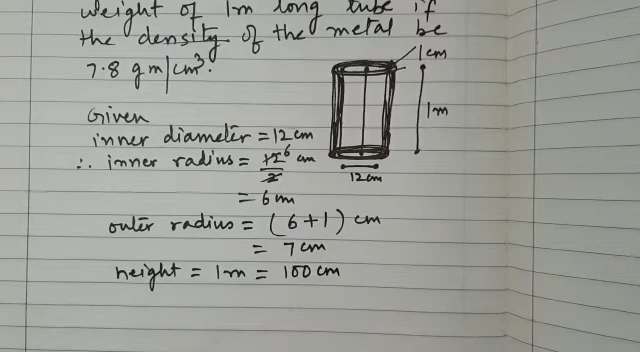 weight of 1m long tube if
the density of the metal be
7.8 gm/cm³.
1cm
1m
12cm
Given
inner diameter = 12 cm
∴ inner radius = 12 6 cm
2
= 6 cm
outer radius = (6+1) cm
= 7 cm
height = 1m = 100 cm